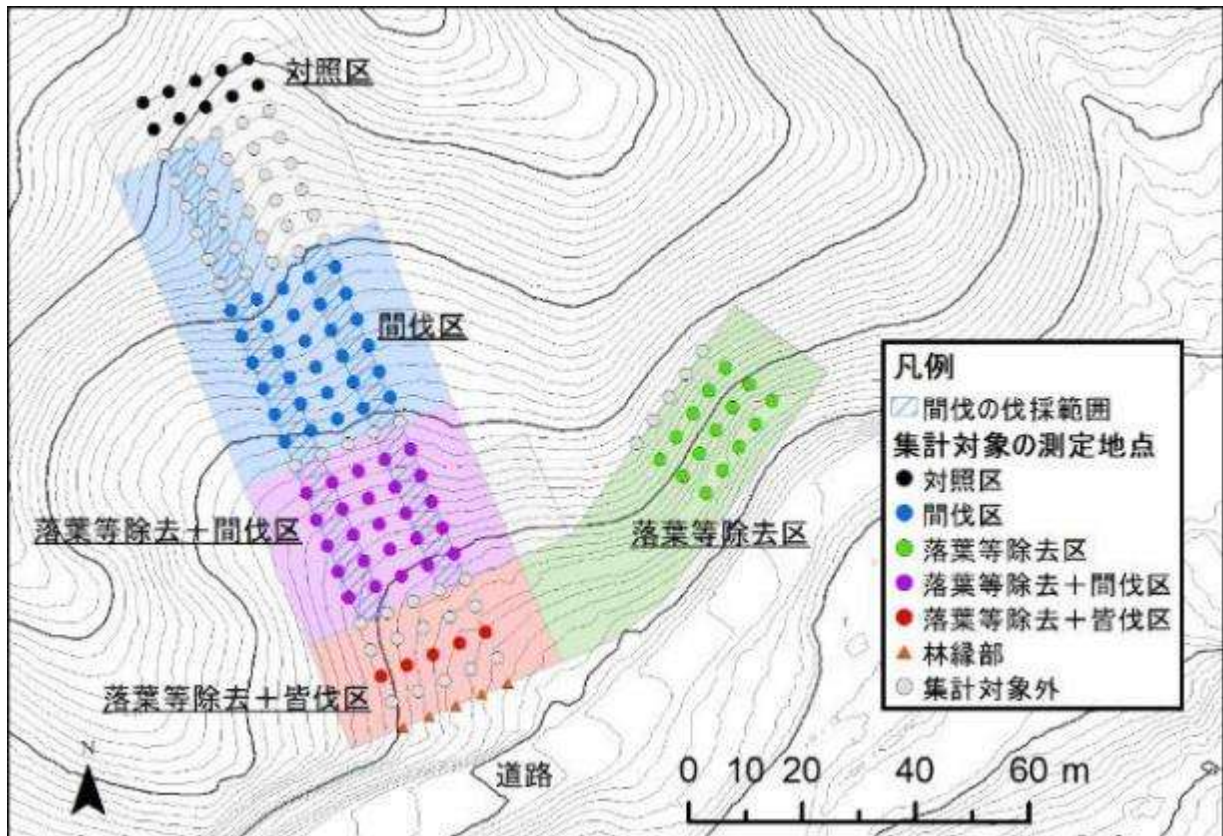 対照区
間伐区
落葉等除去+間伐区
落葉等除去区
落葉等除去+皆伐区
道路
N
凡例
間伐の伐採範囲
集計対象の測定地点
対照区
間伐区
落葉等除去区
落葉等除去+間伐区
落葉等除去+皆伐区
林縁部
集計対象外
0 10 20 40 60 m